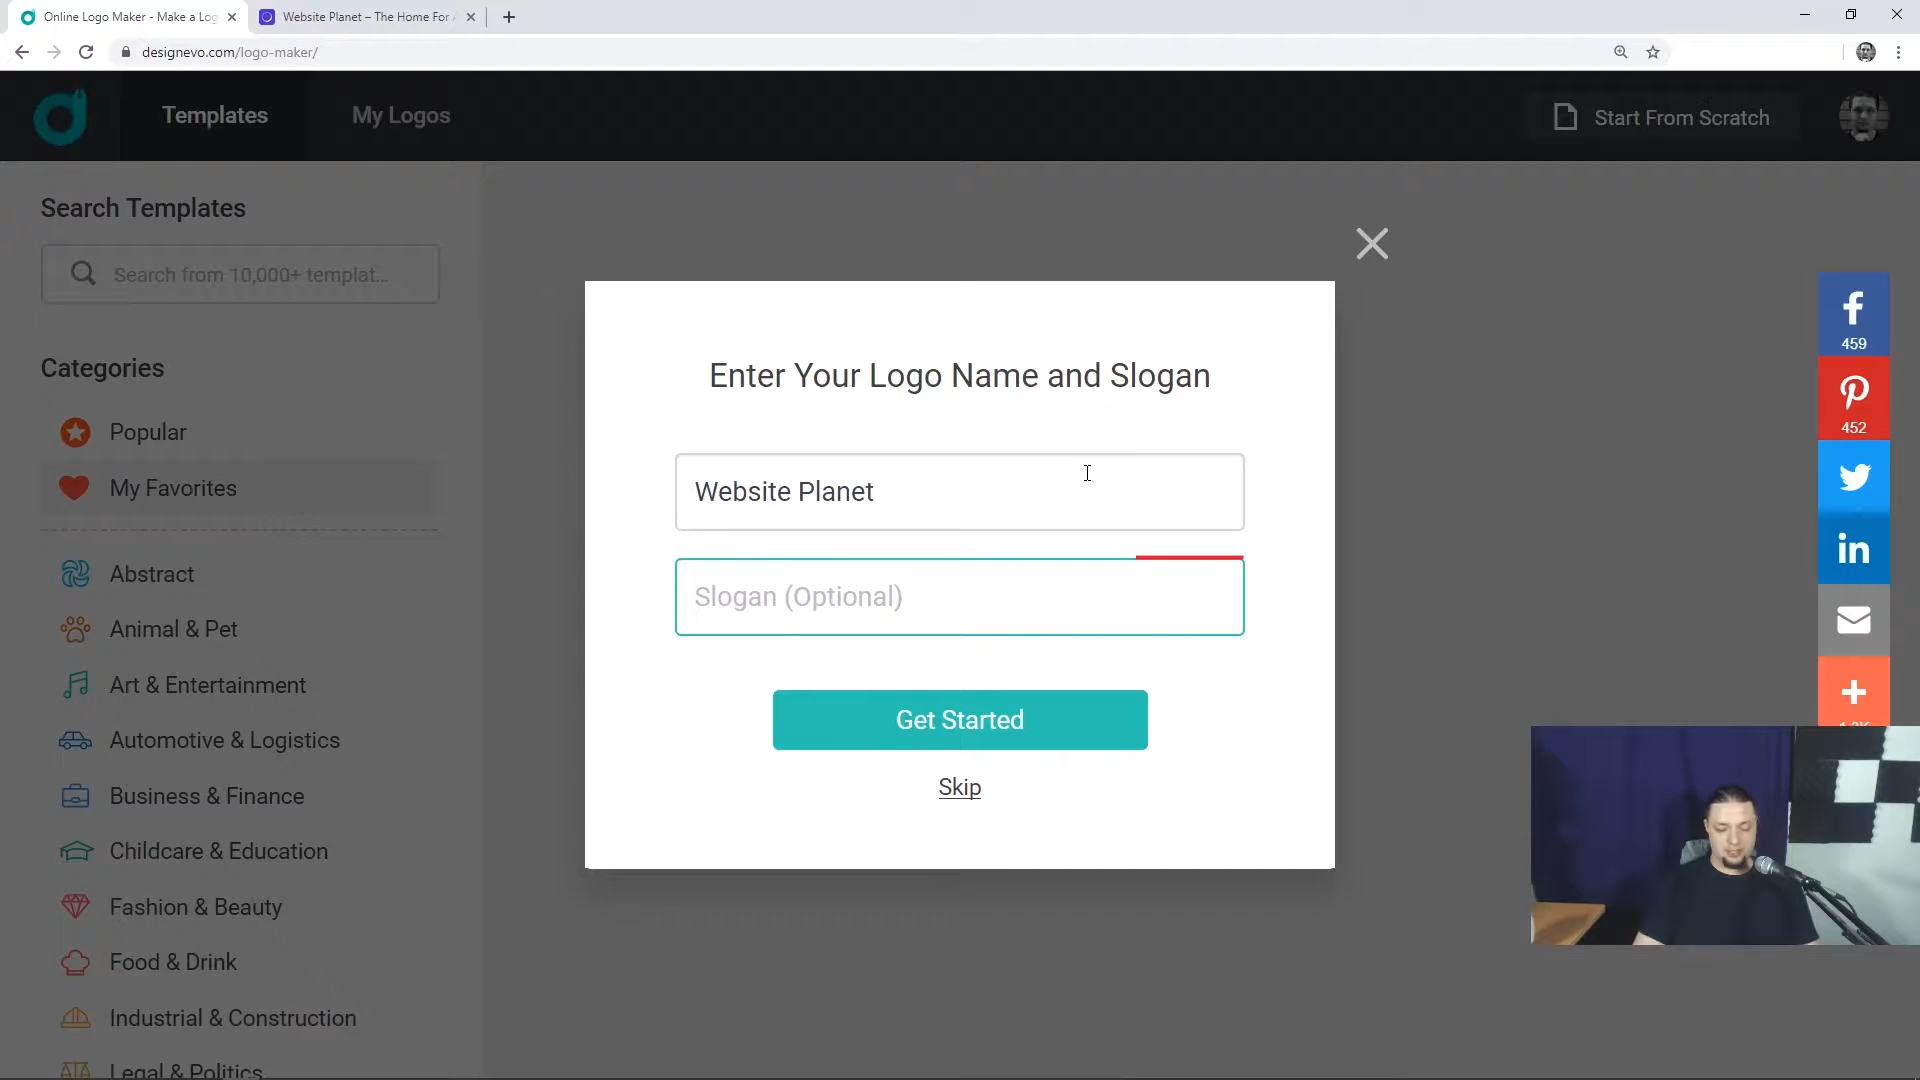 Online Logo Maker - Make a Log
Website Planet – The Home For A
designevo.com/logo-maker/
Templates
My Logos
Start From Scratch
Search Templates
Search from 10,000+ templat...
Categories
Popular
My Favorites
Abstract
Animal & Pet
Art & Entertainment
Automotive & Logistics
Business & Finance
Childcare & Education
Fashion & Beauty
Food & Drink
Industrial & Construction
Legal & Politics
Enter Your Logo Name and Slogan
Website Planet
Slogan (Optional)
Get Started
Skip
459
452